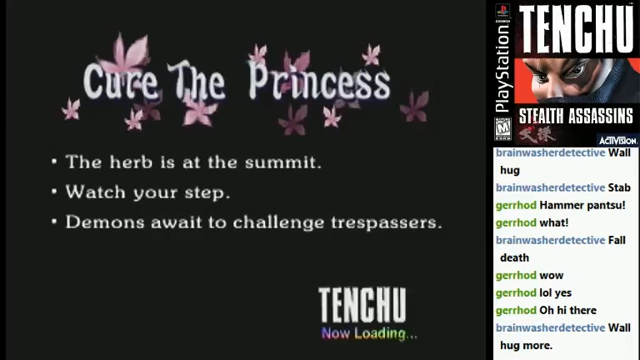 Cure The Princess
• The herb is at the summit.
• Watch your step.
• Demons await to challenge trespassers.
TENCHU
Now Loading...
PlayStation
TENCHU
STEALTH ASSASSINS
ACTIVISION
brainwasherdetective Wall
hug
brainwasherdetective Stab
gerrhod Hammer pantsu!
gerrhod what!
brainwasherdetective Fall
death
gerrhod wow
gerrhod lol yes
gerrhod Oh hi there
brainwasherdetective Wall
hug more.